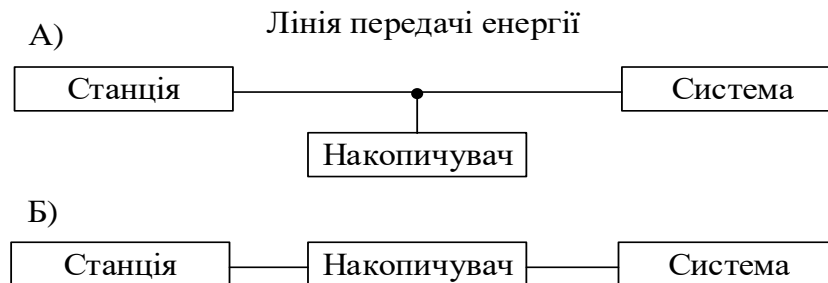 Лінія передачі енергії
А)
Станція
Система
Накопичувач
Б)
Станція Накопичувач Система